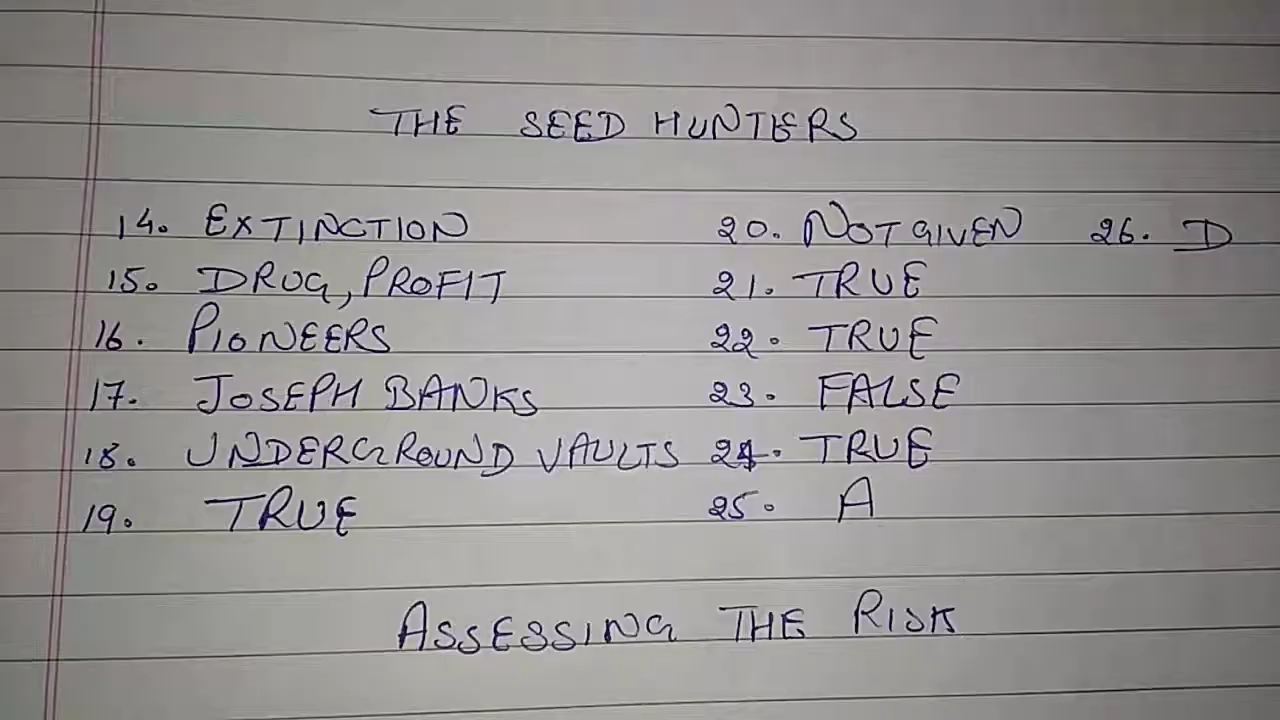 THE SEED HUNTERS
14. EXTINCTION 20. NOT GIVEN 26. D
15. DRUG, PROFIT 21. TRUE
16. PIONEERS 22. TRUE
17. JOSEPH BANKS 23. FALSE
18. UNDERGROUND VAULTS 24. TRUE
19. TRUE 25. A
ASSESSING THE RISK